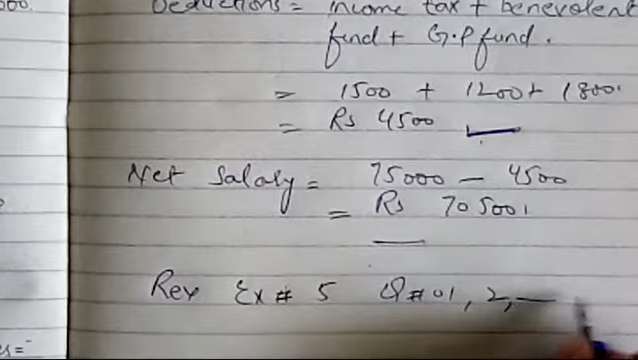 000.
Deductions = income tax + benevolent
fund + G.P fund.
= 1500 + 1200 + 1800.
= Rs 4500
Net Salary = 75000 - 4500
= Rs 70500.
Rev Ex # 5 Q # 01, 2, —